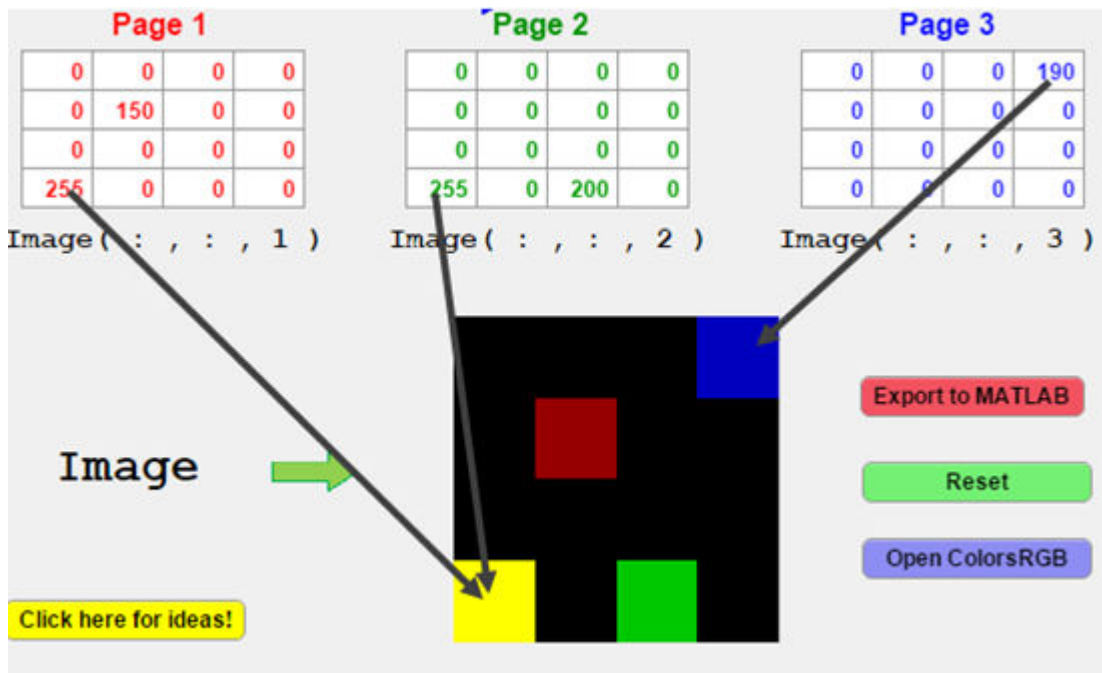 Page 1 Page 2 Page 3
0 0 0 0 0 0 0 0 0 0 0 190
0 150 0 0 0 0 0 0 0 0 0 0
0 0 0 0 0 0 0 0 0 0 0 0
255 0 0 0 255 0 200 0 0 0 0 0
Image( : , : , 1 ) Image( : , : , 2 ) Image( : , : , 3 )
Export to MATLAB
Image
Reset
Open ColorsRGB
Click here for ideas!